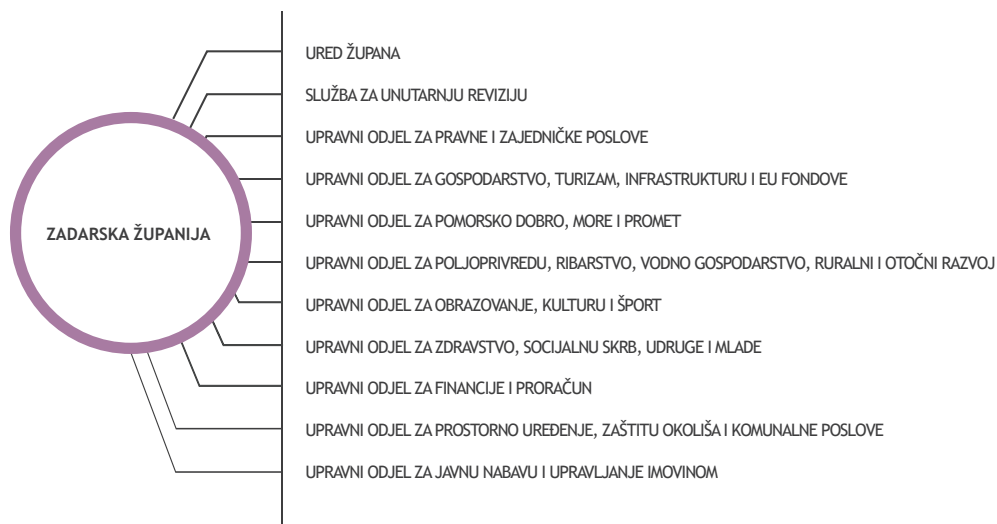 URED ŽUPANA
SLUŽBA ZA UNUTARNJU REVIZIJU
UPRAVNI ODJEL ZA PRAVNE I ZAJEDNIČKE POSLOVE
UPRAVNI ODJEL ZA GOSPODARSTVO, TURIZAM, INFRASTRUKTURU I EU FONDOVE
UPRAVNI ODJEL ZA POMORSKO DOBRO, MORE I PROMET
ZADARSKA ŽUPANIJA
UPRAVNI ODJEL ZA POLJOPRIVREDU, RIBARSTVO, VODNO GOSPODARSTVO, RURALNI I OTOČNI RAZVOJ
UPRAVNI ODJEL ZA OBRAZOVANJE, KULTURU I ŠPORT
UPRAVNI ODJEL ZA ZDRAVSTVO, SOCIJALNU SKRB, UDRUGE I MLADE
UPRAVNI ODJEL ZA FINANCIJE I PRORAČUN
UPRAVNI ODJEL ZA PROSTORNO UREĐENJE, ZAŠTITU OKOLIŠA I KOMUNALNE POSLOVE
UPRAVNI ODJEL ZA JAVNU NABAVU I UPRAVLJANJE IMOVINOM